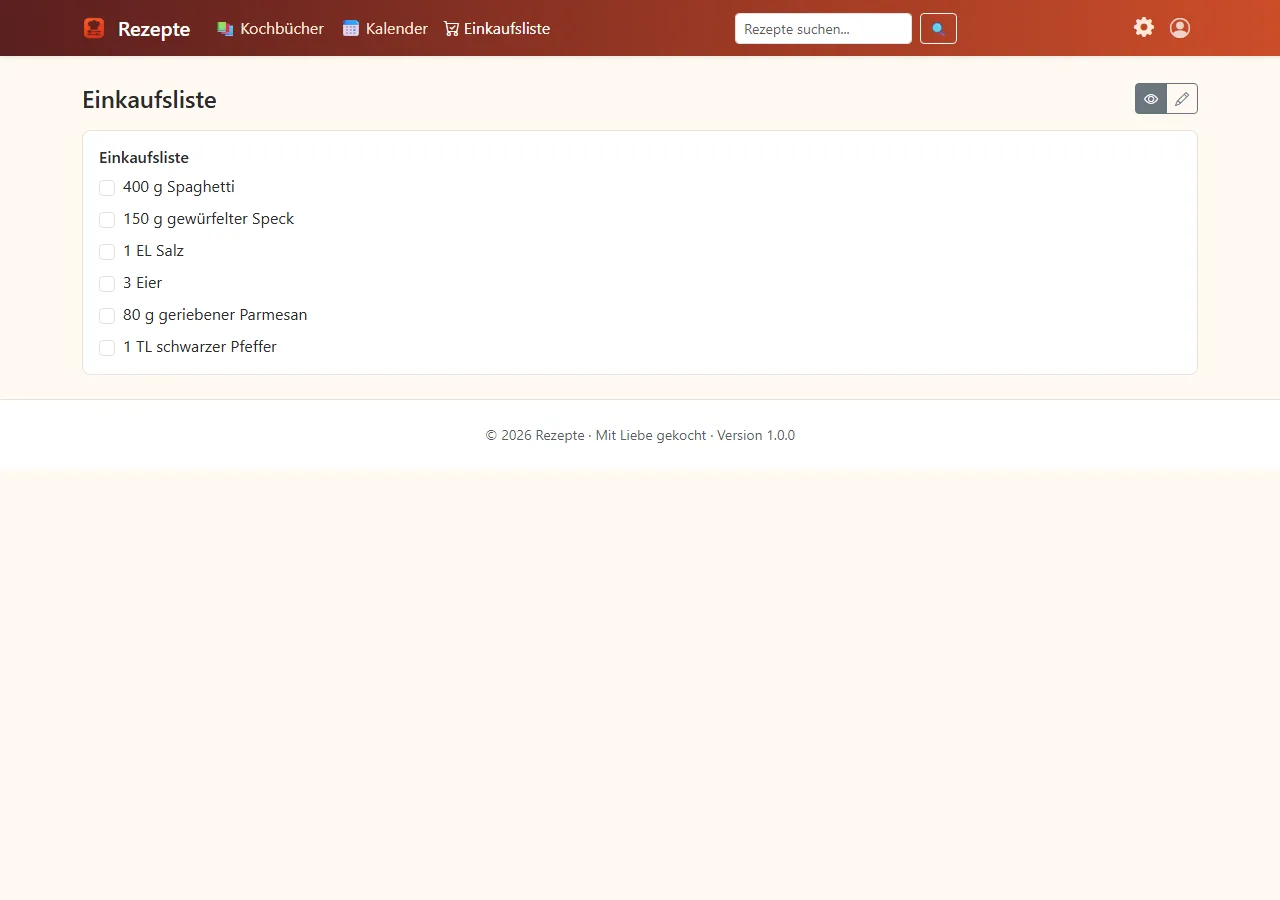 Rezepte
Kochbücher
Kalender
Einkaufsliste
Rezepte suchen...
Einkaufsliste
Einkaufsliste
400 g Spaghetti
150 g gewürfelter Speck
1 EL Salz
3 Eier
80 g geriebener Parmesan
1 TL schwarzer Pfeffer
© 2026 Rezepte · Mit Liebe gekocht · Version 1.0.0